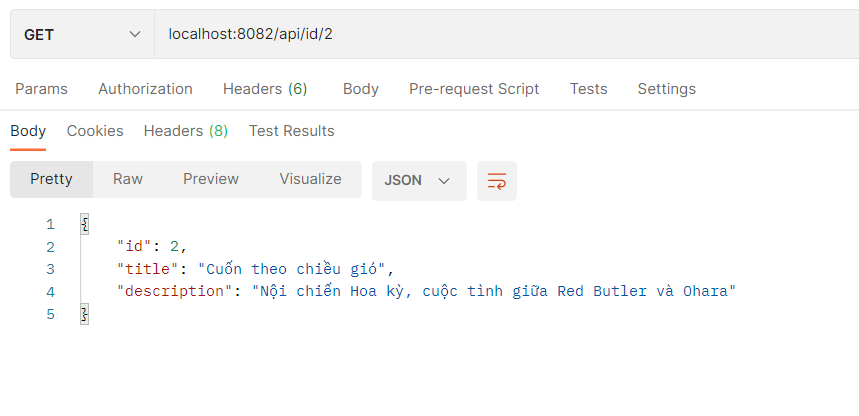 GET localhost:8082/api/id/2
Params Authorization Headers (6) Body Pre-request Script Tests Settings
Body Cookies Headers (8) Test Results
Pretty Raw Preview Visualize JSON
1 {
2 "id": 2,
3 "title": "Cuốn theo chiều gió",
4 "description": "Nội chiến Hoa kỳ, cuộc tình giữa Red Butler và Ohara"
5 }